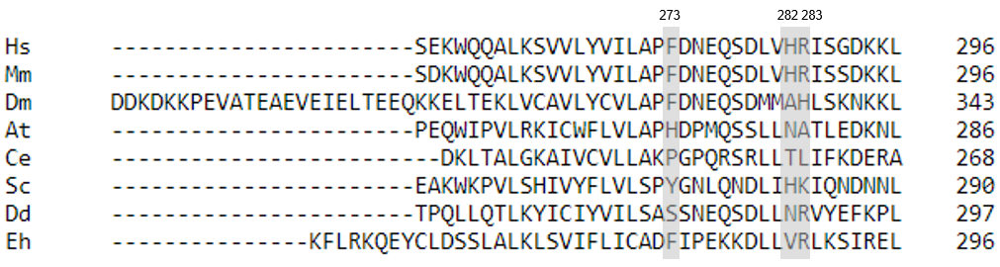 273 282 283
Hs -----------------------SEKWQQALKSVVLYVILAPFDNEQSDLVHRISGDKKL 296
Mm -----------------------SDKWQQALKSVVLYVILAPFDNEQSDLVHRISSDKKL 296
Dm DDKDKKPEVATEAEVEIELTEEQKKELTEKLVCAVLYCVLAPFDNEQSDMMAHLSKNKKL 343
At -----------------------PEQWIPVLRKICWFLVLAPHDPMQSSLLNATLEDKNL 286
Ce -------------------------DKLTALGKAIVCVLLAKPGPQRSRLLTLIFKDERA 268
Sc -----------------------EAKWKPVLSHIVYFLVLSPYGNLQNDLIHKIQNDNNL 290
Dd -----------------------TPQLLQTLKYICIYVILSASSNEQSDLLNRVYEFKPL 297
Eh ---------------KFLRKQEYCLDSSLALKLSVIFLICADFIPEKKDLLVRLKSIREL 296